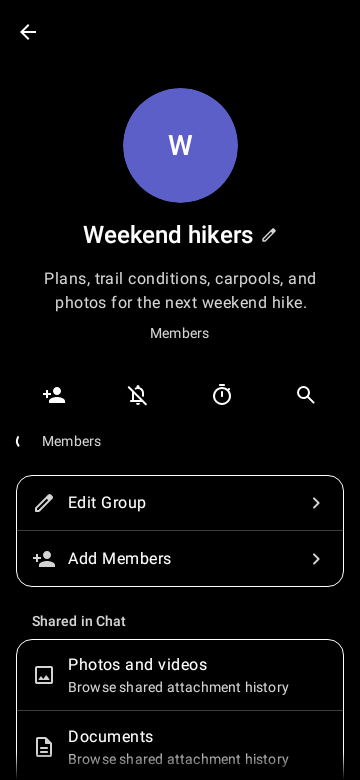 W
Weekend hikers
Plans, trail conditions, carpools, and
photos for the next weekend hike.
Members
Members
Edit Group
Add Members
Shared in Chat
Photos and videos
Browse shared attachment history
Documents
Browse shared attachment history